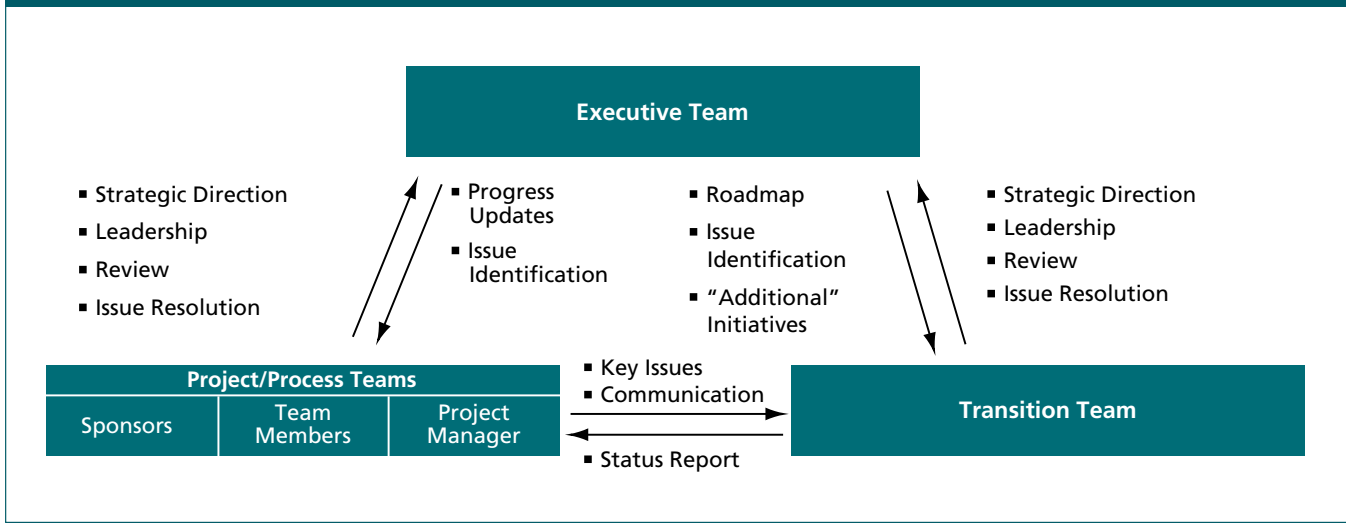 Executive Team
▪ Strategic Direction
▪ Leadership
▪ Review
▪ Issue Resolution
▪ Progress
Updates
▪ Issue
Identification
▪ Roadmap
▪ Issue
Identification
▪ “Additional”
Initiatives
▪ Strategic Direction
▪ Leadership
▪ Review
▪ Issue Resolution
Project/Process Teams
Sponsors
Team
Members
Project
Manager
▪ Key Issues
▪ Communication
▪ Status Report
Transition Team